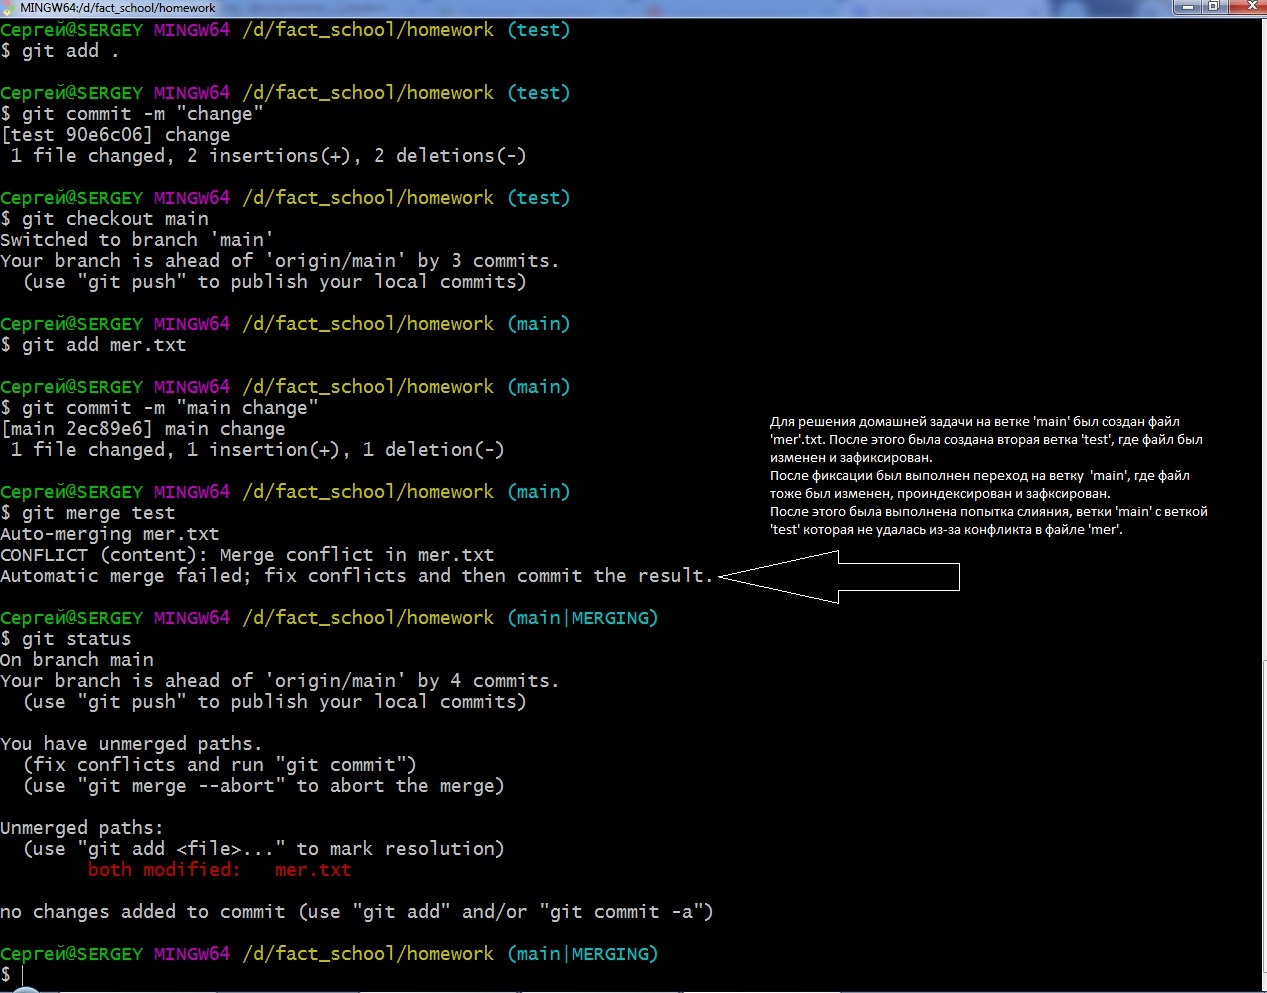 MINGW64:/d/fact_school/homework
Сергей@SERGEY MINGW64 /d/fact_school/homework (test)
$ git add .
Сергей@SERGEY MINGW64 /d/fact_school/homework (test)
$ git commit -m "change"
[test 90e6c06] change
1 file changed, 2 insertions(+), 2 deletions(-)
Сергей@SERGEY MINGW64 /d/fact_school/homework (test)
$ git checkout main
Switched to branch 'main'
Your branch is ahead of 'origin/main' by 3 commits.
(use "git push" to publish your local commits)
Сергей@SERGEY MINGW64 /d/fact_school/homework (main)
$ git add mer.txt
Сергей@SERGEY MINGW64 /d/fact_school/homework (main)
$ git commit -m "main change"
[main 2ec89e6] main change
1 file changed, 1 insertion(+), 1 deletion(-)
Сергей@SERGEY MINGW64 /d/fact_school/homework (main)
$ git merge test
Auto-merging mer.txt
CONFLICT (content): Merge conflict in mer.txt
Automatic merge failed; fix conflicts and then commit the result.
Для решения домашней задачи на ветке 'main' был создан файл
'mer'.txt. После этого была создана вторая ветка 'test', где файл был
изменен и зафиксирован.
После фиксации был выполнен переход на ветку 'main', где файл
тоже был изменен, проиндексирован и зафксирован.
После этого была выполнена попытка слияния, ветки 'main' с веткой
'test' которая не удалась из-за конфликта в файле 'mer'.
Сергей@SERGEY MINGW64 /d/fact_school/homework (main|MERGING)
$ git status
On branch main
Your branch is ahead of 'origin/main' by 4 commits.
(use "git push" to publish your local commits)
You have unmerged paths.
(fix conflicts and run "git commit")
(use "git merge --abort" to abort the merge)
Unmerged paths:
(use "git add <file>..." to mark resolution)
both modified: mer.txt
no changes added to commit (use "git add" and/or "git commit -a")
Сергей@SERGEY MINGW64 /d/fact_school/homework (main|MERGING)
$